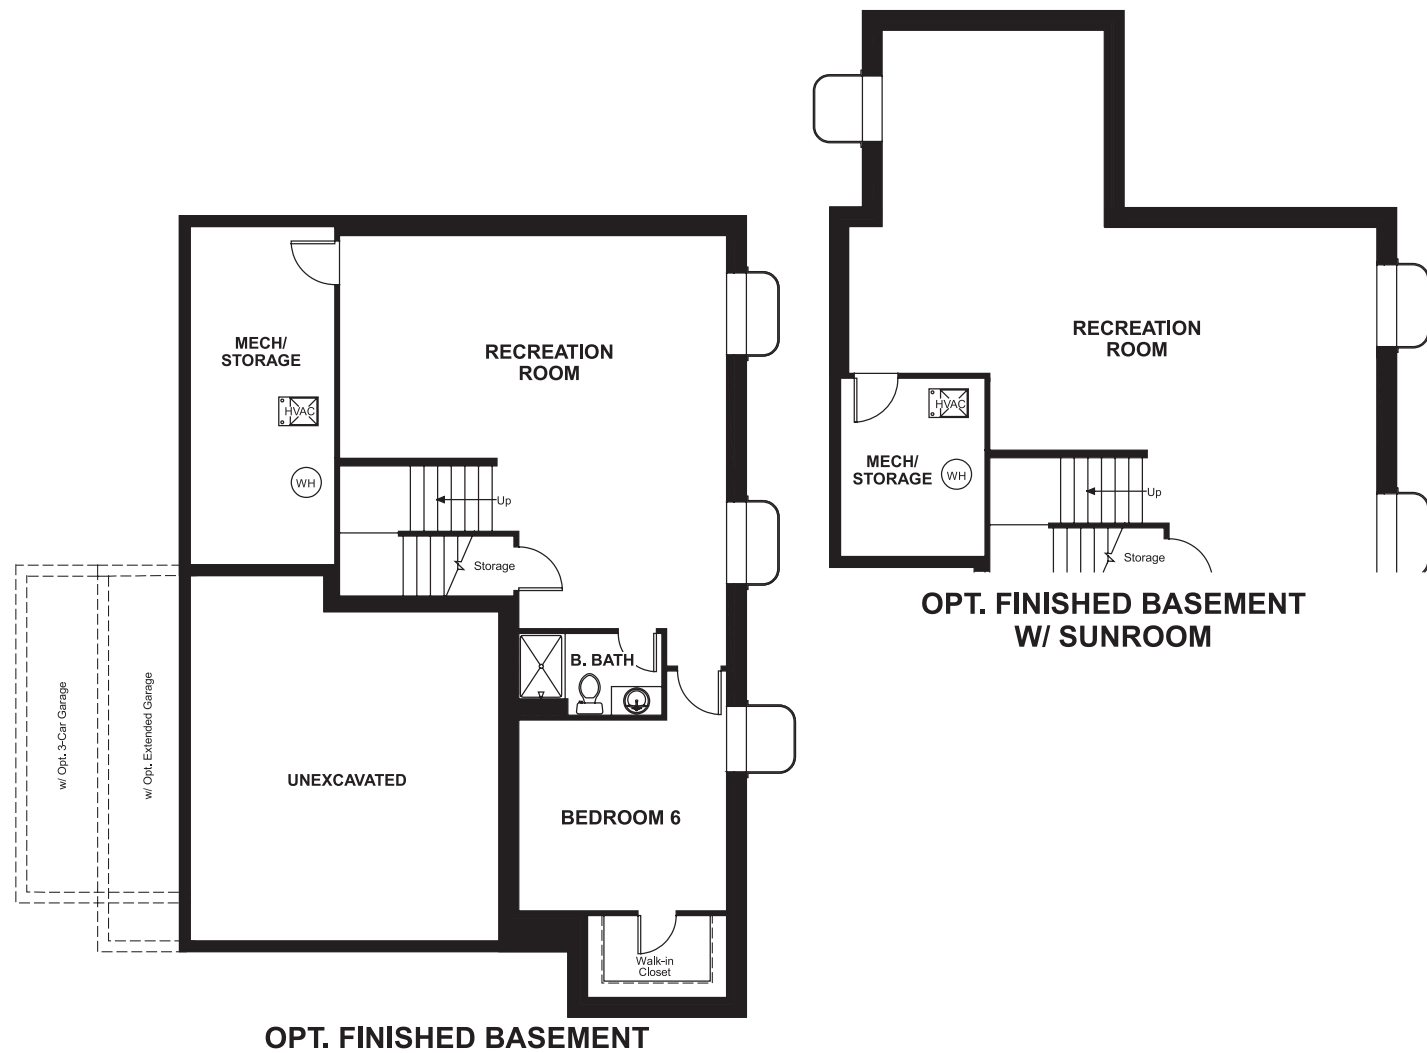 MECH/
STORAGE
HVAC
WH
RECREATION
ROOM
Up
Storage
B. BATH
w/ Opt. 3-Car Garage
w/ Opt. Extended Garage
UNEXCAVATED
BEDROOM 6
Walk-in
Closet
OPT. FINISHED BASEMENT
RECREATION
ROOM
HVAC
MECH/
STORAGE
WH
Up
Storage
OPT. FINISHED BASEMENT
W/ SUNROOM